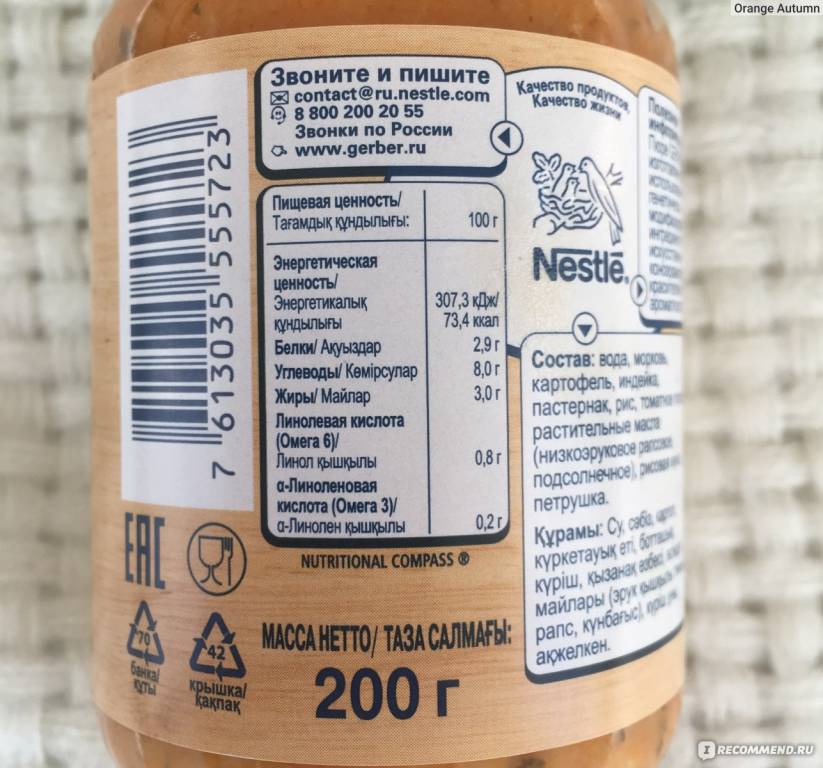 Orange Autumn
Звоните и пишите
contact@ru.nestle.com
8 800 200 20 55
Звонки по России
www.gerber.ru
Качество продуктов,
Качество жизни
Nestlé.
7 613035 555723
Пищевая ценность/
Тағамдық құндылығы: 100 г
Энергетическая
ценность/
Энергетикалық 307,3 кДж/
құндылығы 73,4 ккал
Белки/ Ақуыздар 2,9 г
Углеводы/ Көмірсулар 8,0 г
Жиры/ Майлар 3,0 г
Линолевая кислота
(Омега 6)/
Линол қышқылы 0,8 г
α-Линоленовая
кислота (Омега 3)/
α-Линолен қышқылы 0,2 г
NUTRITIONAL COMPASS ®
Состав: вода, морковь,
картофель, индейка,
пастернак, рис, томатное
растительные масла
(низкоэруковое рапсовое,
подсолнечное), рисовая
петрушка.
Құрамы: Су, сәбіз,
күркетауық еті,
күріш, қызанақ
майлары (эрук қышқылы
рапс, күнбағыс), күріш
ақжелкен.
EAC
70
банка/
құты
42
крышка/
қақпақ
МАССА НЕТТО/ ТАЗА САЛМАҒЫ:
200 г
I RECOMMEND.RU